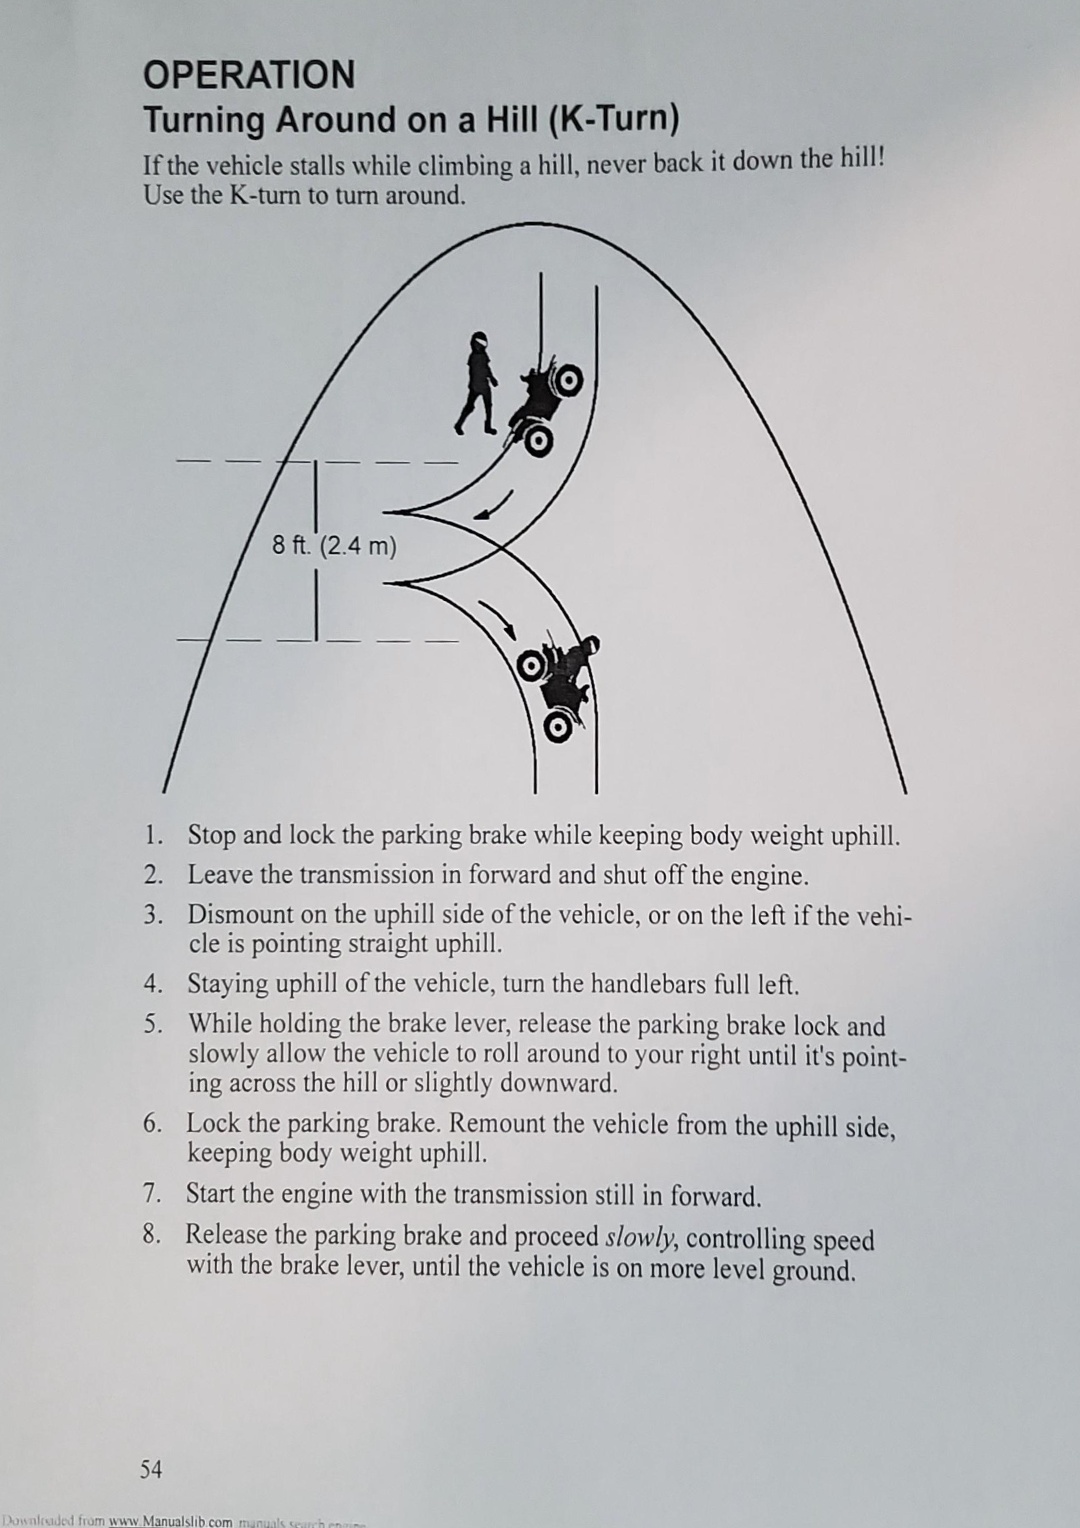 OPERATION
Turning Around on a Hill (K-Turn)
If the vehicle stalls while climbing a hill, never back it down the hill!
Use the K-turn to turn around.
8 ft. (2.4 m)
1. Stop and lock the parking brake while keeping body weight uphill.
2. Leave the transmission in forward and shut off the engine.
3. Dismount on the uphill side of the vehicle, or on the left if the vehi-
cle is pointing straight uphill.
4. Staying uphill of the vehicle, turn the handlebars full left.
5. While holding the brake lever, release the parking brake lock and
slowly allow the vehicle to roll around to your right until it's point-
ing across the hill or slightly downward.
6. Lock the parking brake. Remount the vehicle from the uphill side,
keeping body weight uphill.
7. Start the engine with the transmission still in forward.
8. Release the parking brake and proceed slowly, controlling speed
with the brake lever, until the vehicle is on more level ground.
54
Downloaded from www.Manualslib.com manuals search engine